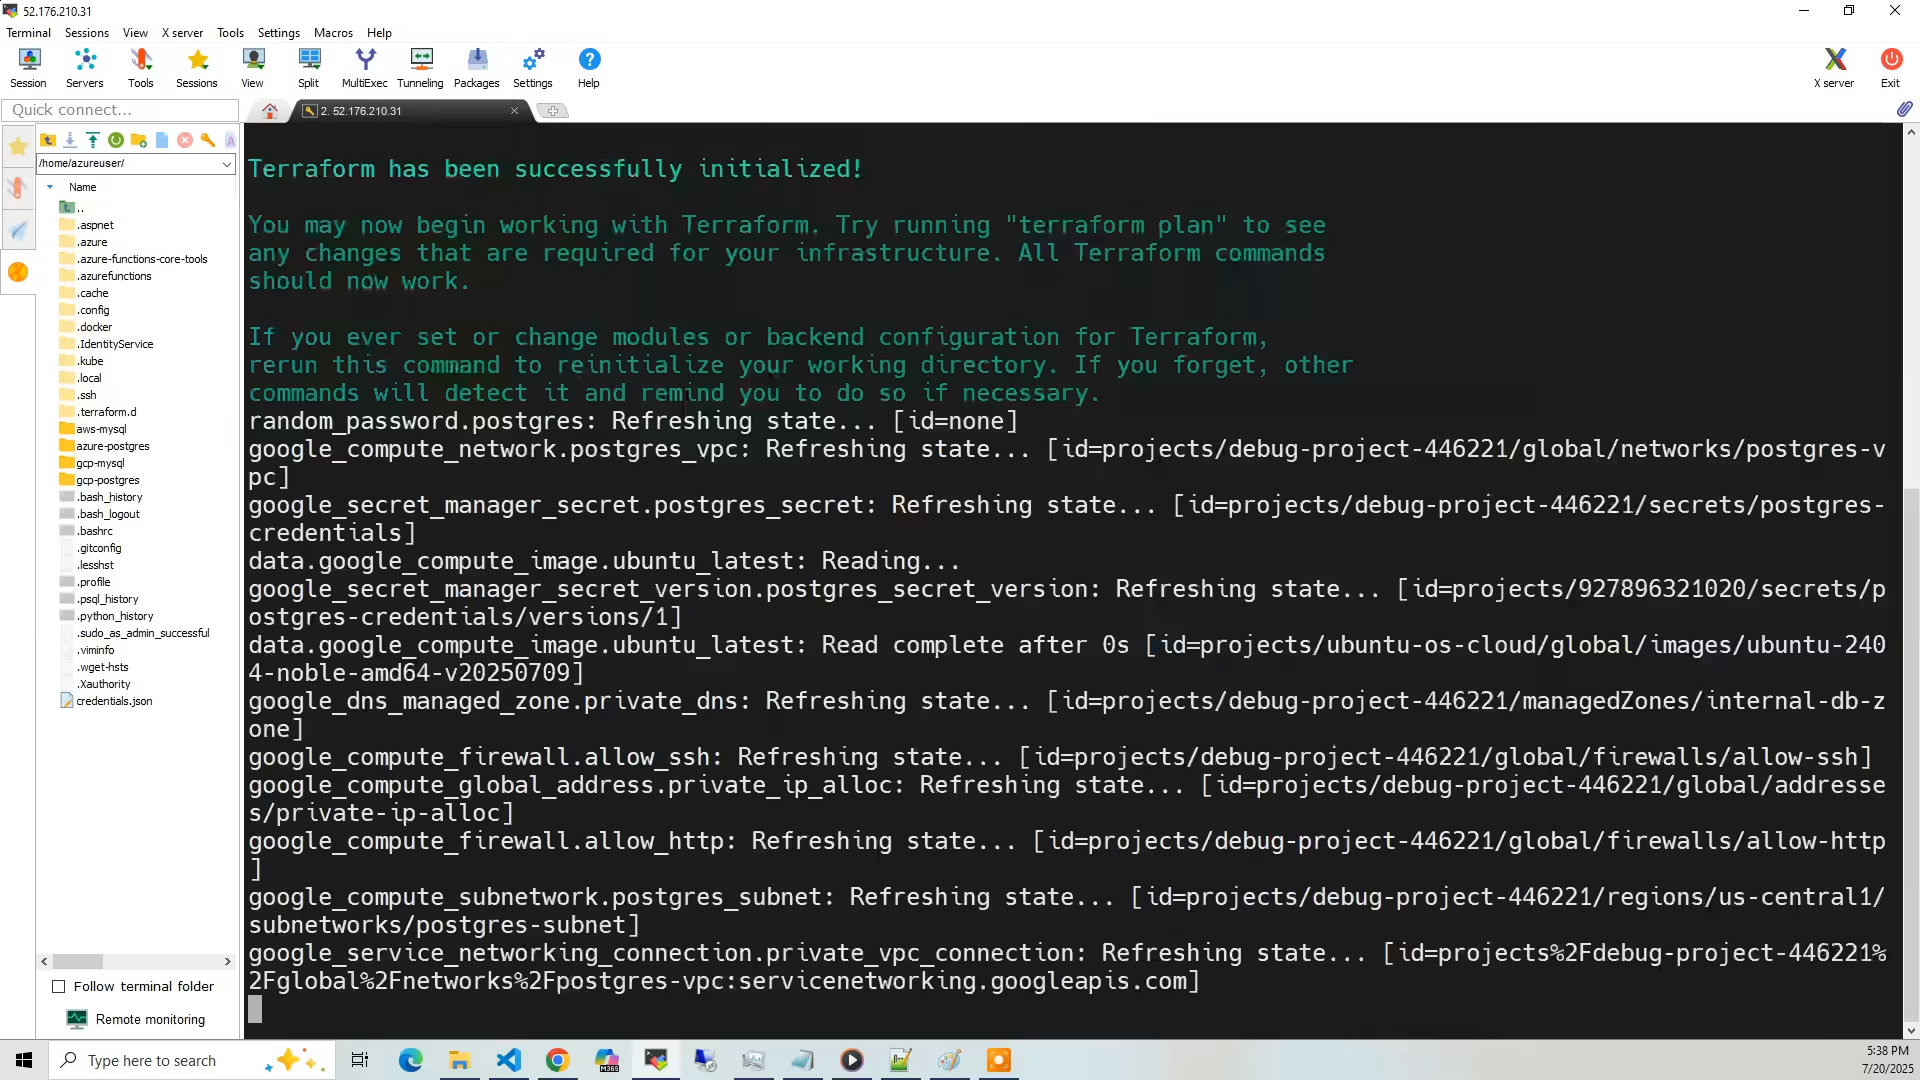 52.176.210.31
Terminal Sessions View X server Tools Settings Macros Help
Session Servers Tools Sessions View Split MultiExec Tunneling Packages Settings Help X server Exit
Quick connect...
2. 52.176.210.31
/home/azureuser/
Name
..
.aspnet
.azure
.azure-functions-core-tools
.azurefunctions
.cache
.config
.docker
.IdentityService
.kube
.local
.ssh
.terraform.d
aws-mysql
azure-postgres
gcp-mysql
gcp-postgres
.bash_history
.bash_logout
.bashrc
.gitconfig
.lesshst
.profile
.psql_history
.python_history
.sudo_as_admin_successful
.viminfo
.wget-hsts
.Xauthority
credentials.json
Follow terminal folder
Remote monitoring
Terraform has been successfully initialized!
You may now begin working with Terraform. Try running "terraform plan" to see
any changes that are required for your infrastructure. All Terraform commands
should now work.
If you ever set or change modules or backend configuration for Terraform,
rerun this command to reinitialize your working directory. If you forget, other
commands will detect it and remind you to do so if necessary.
random_password.postgres: Refreshing state... [id=none]
google_compute_network.postgres_vpc: Refreshing state... [id=projects/debug-project-446221/global/networks/postgres-v
pc]
google_secret_manager_secret.postgres_secret: Refreshing state... [id=projects/debug-project-446221/secrets/postgres-
credentials]
data.google_compute_image.ubuntu_latest: Reading...
google_secret_manager_secret_version.postgres_secret_version: Refreshing state... [id=projects/927896321020/secrets/p
ostgres-credentials/versions/1]
data.google_compute_image.ubuntu_latest: Read complete after 0s [id=projects/ubuntu-os-cloud/global/images/ubuntu-240
4-noble-amd64-v20250709]
google_dns_managed_zone.private_dns: Refreshing state... [id=projects/debug-project-446221/managedZones/internal-db-z
one]
google_compute_firewall.allow_ssh: Refreshing state... [id=projects/debug-project-446221/global/firewalls/allow-ssh]
google_compute_global_address.private_ip_alloc: Refreshing state... [id=projects/debug-project-446221/global/addresse
s/private-ip-alloc]
google_compute_firewall.allow_http: Refreshing state... [id=projects/debug-project-446221/global/firewalls/allow-http
]
google_compute_subnetwork.postgres_subnet: Refreshing state... [id=projects/debug-project-446221/regions/us-central1/
subnetworks/postgres-subnet]
google_service_networking_connection.private_vpc_connection: Refreshing state... [id=projects%2Fdebug-project-446221%
2Fglobal%2Fnetworks%2Fpostgres-vpc:servicenetworking.googleapis.com]
Type here to search
M365
5:38 PM
7/20/2025